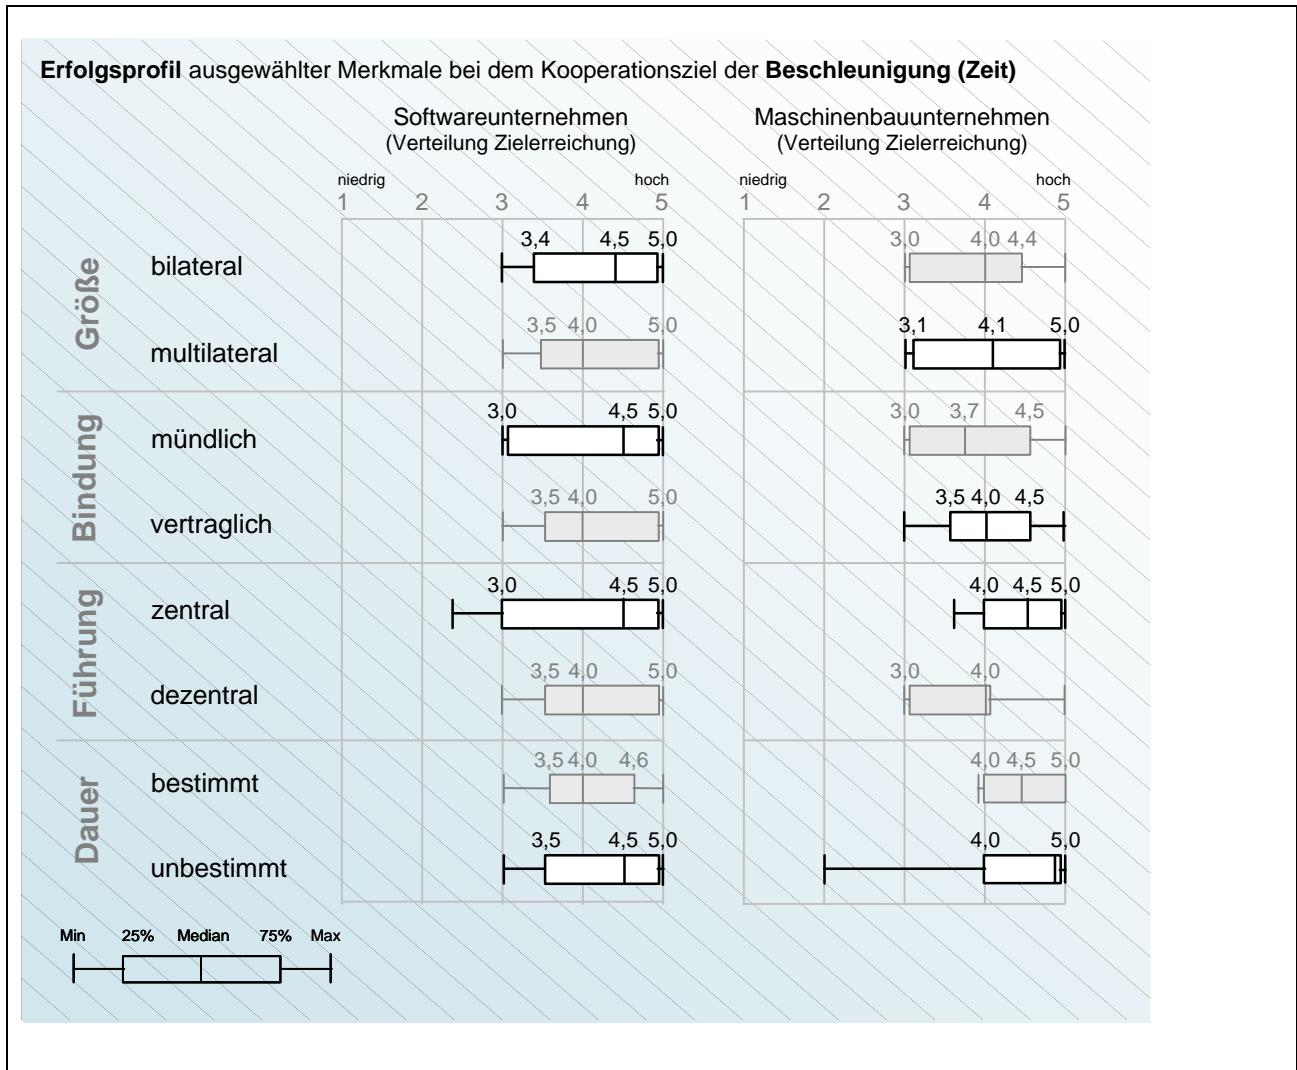 Erfolgsprofil ausgewählter Merkmale bei dem Kooperationsziel der Beschleunigung (Zeit)
Softwareunternehmen
(Verteilung Zielerreichung)
Maschinenbauunternehmen
(Verteilung Zielerreichung)
niedrig hoch niedrig hoch
1 2 3 4 5 1 2 3 4 5
Größe
3,4 4,5 5,0 3,0 4,0 4,4
bilateral
3,5 4,0 5,0 3,1 4,1 5,0
multilateral
Bindung
3,0 4,5 5,0 3,0 3,7 4,5
mündlich
3,5 4,0 5,0 3,5 4,0 4,5
vertraglich
Führung
3,0 4,5 5,0 4,0 4,5 5,0
zentral
3,5 4,0 5,0 3,0 4,0
dezentral
Dauer
3,5 4,0 4,6 4,0 4,5 5,0
bestimmt
3,5 4,5 5,0 4,0 5,0
unbestimmt
Min 25% Median 75% Max